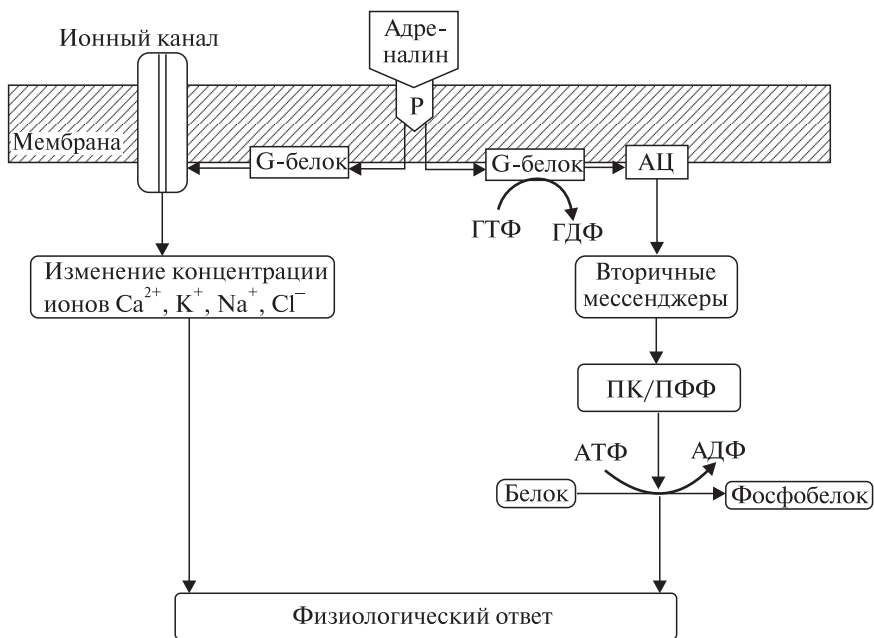 Ионный канал
Адре-
налин
Р
Мембрана
G-белок
G-белок
АЦ
ГТФ
ГДФ
Изменение концентрации
ионов Ca²⁺, K⁺, Na⁺, Cl⁻
Вторичные
мессенджеры
ПК/ПФФ
АТФ
АДФ
Белок
Фосфобелок
Физиологический ответ